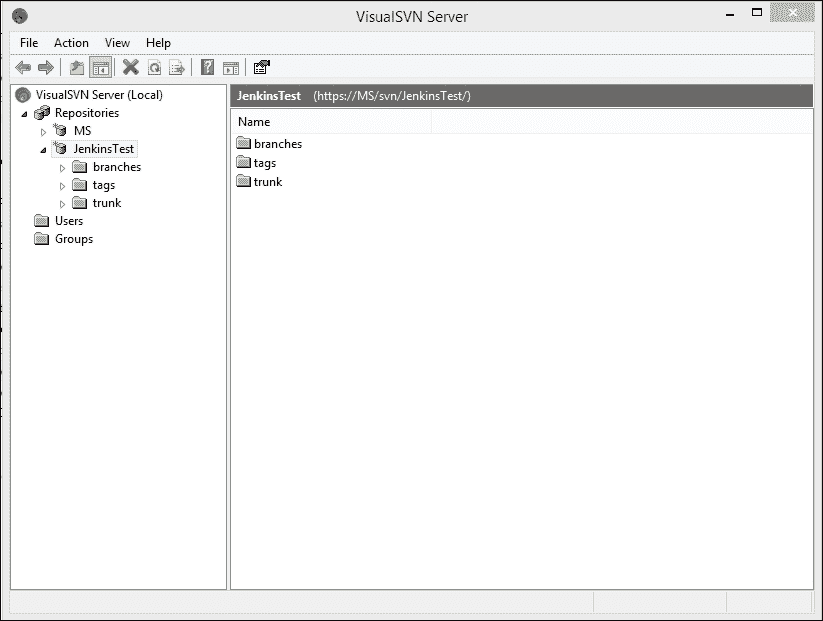 VisualSVN Server
File Action View Help
VisualSVN Server (Local)
Repositories
MS
JenkinsTest
branches
tags
trunk
Users
Groups
JenkinsTest (https://MS/svn/JenkinsTest/)
Name
branches
tags
trunk